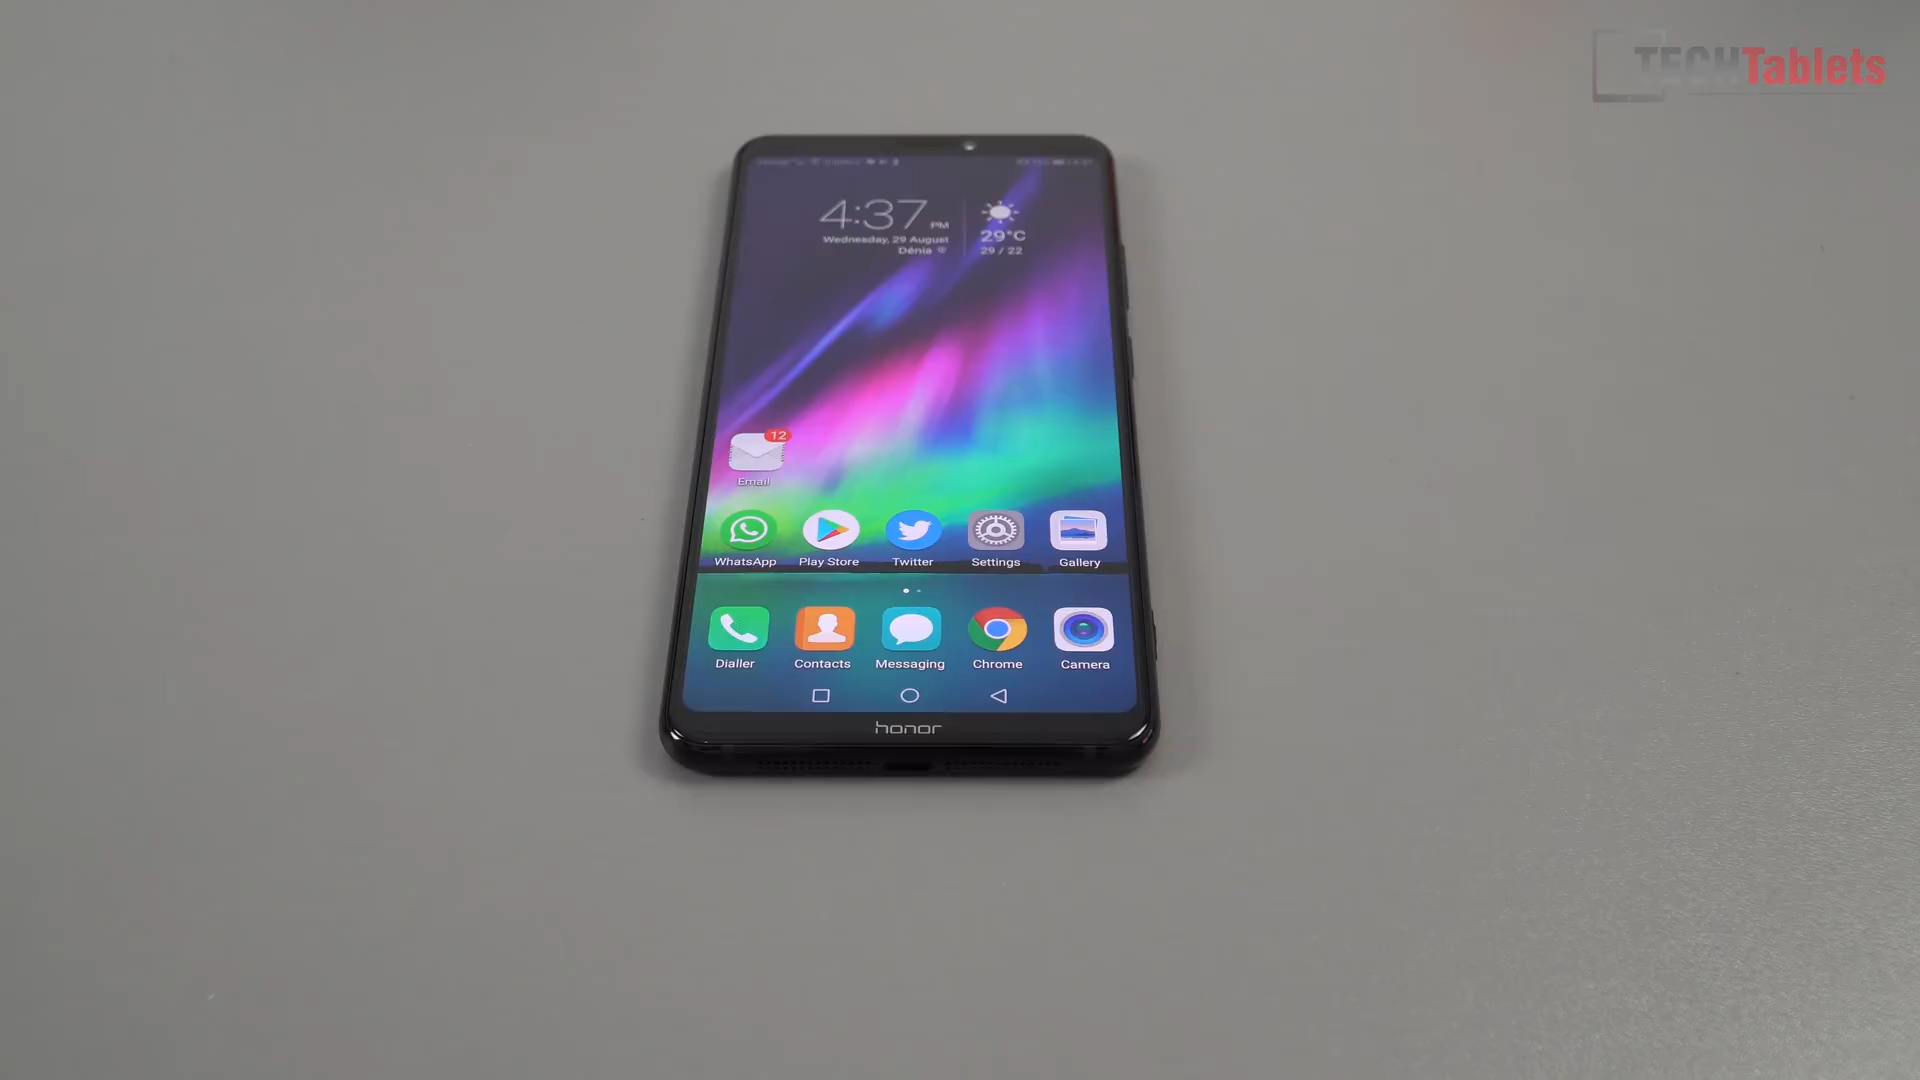 TECHTablets
4:37 PM
Wednesday, 29 August
Dénia
29°C
29 / 22
12
Email
WhatsApp
Play Store
Twitter
Settings
Gallery
Dialler
Contacts
Messaging
Chrome
Camera
honor